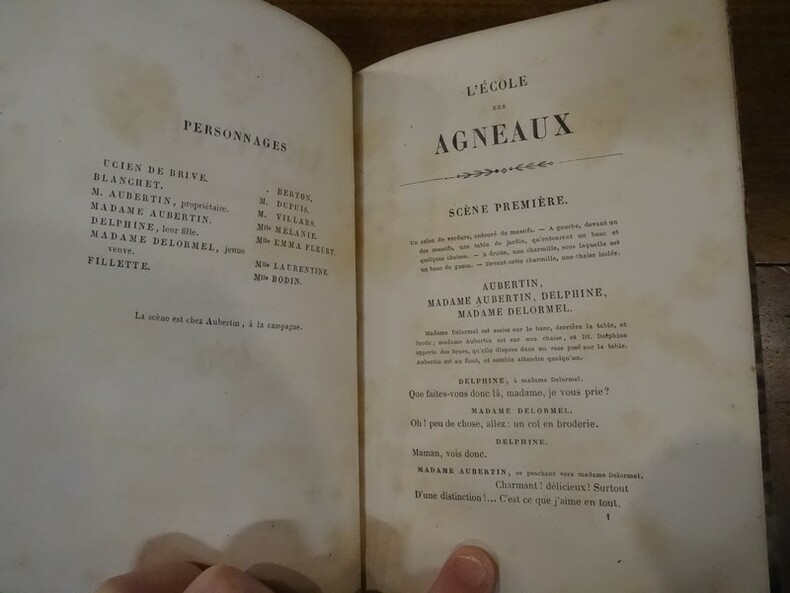 PERSONNAGES
UCIEN DE BRIVE. . BERTON.
BLANCHET. M. DUPUIS.
M. AUBERTIN, propriétaire. M. VILLARS.
MADAME AUBERTIN. Mlle MÉLANIE.
DELPHINE, leur fille. Mlle EMMA FLEURY.
MADAME DELORMEL, jeune
veuve. Mlle LAURENTINE.
FILLETTE. Mlle BODIN.
La scène est chez Aubertin, à la campagne.
L'ÉCOLE
DES
AGNEAUX
SCÈNE PREMIÈRE.
Un salon de verdure, entouré de massifs. — A gauche, devant un
des massifs, une table de jardin, qu'entourent un banc et
quelques chaises. — A droite, une charmille, sous laquelle est
un banc de gazon. — Devant cette charmille, une chaise isolée.
AUBERTIN,
MADAME AUBERTIN, DELPHINE,
MADAME DELORMEL.
Madame Delormel est assise sur le banc, derrière la table, et
brode; madame Aubertin est sur une chaise, et lit. Delphine
apporte des fleurs, qu'elle dispose dans un vase posé sur la table.
Aubertin est au fond, et semble attendre quelqu'un.
DELPHINE, à madame Delormel.
Que faites-vous donc là, madame, je vous prie?
MADAME DELORMEL.
Oh! peu de chose, allez: un col en broderie.
DELPHINE.
Maman, vois donc.
MADAME AUBERTIN, se penchant vers madame Delormel.
Charmant! délicieux! Surtout
D'une distinction!... C'est ce que j'aime en tout.
1